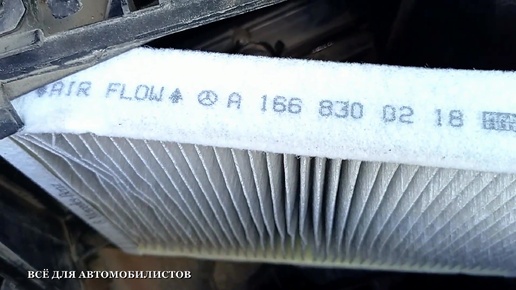 AIR FLOW A 166 830 02 18
ВСЁ ДЛЯ АВТОМОБИЛИСТОВ